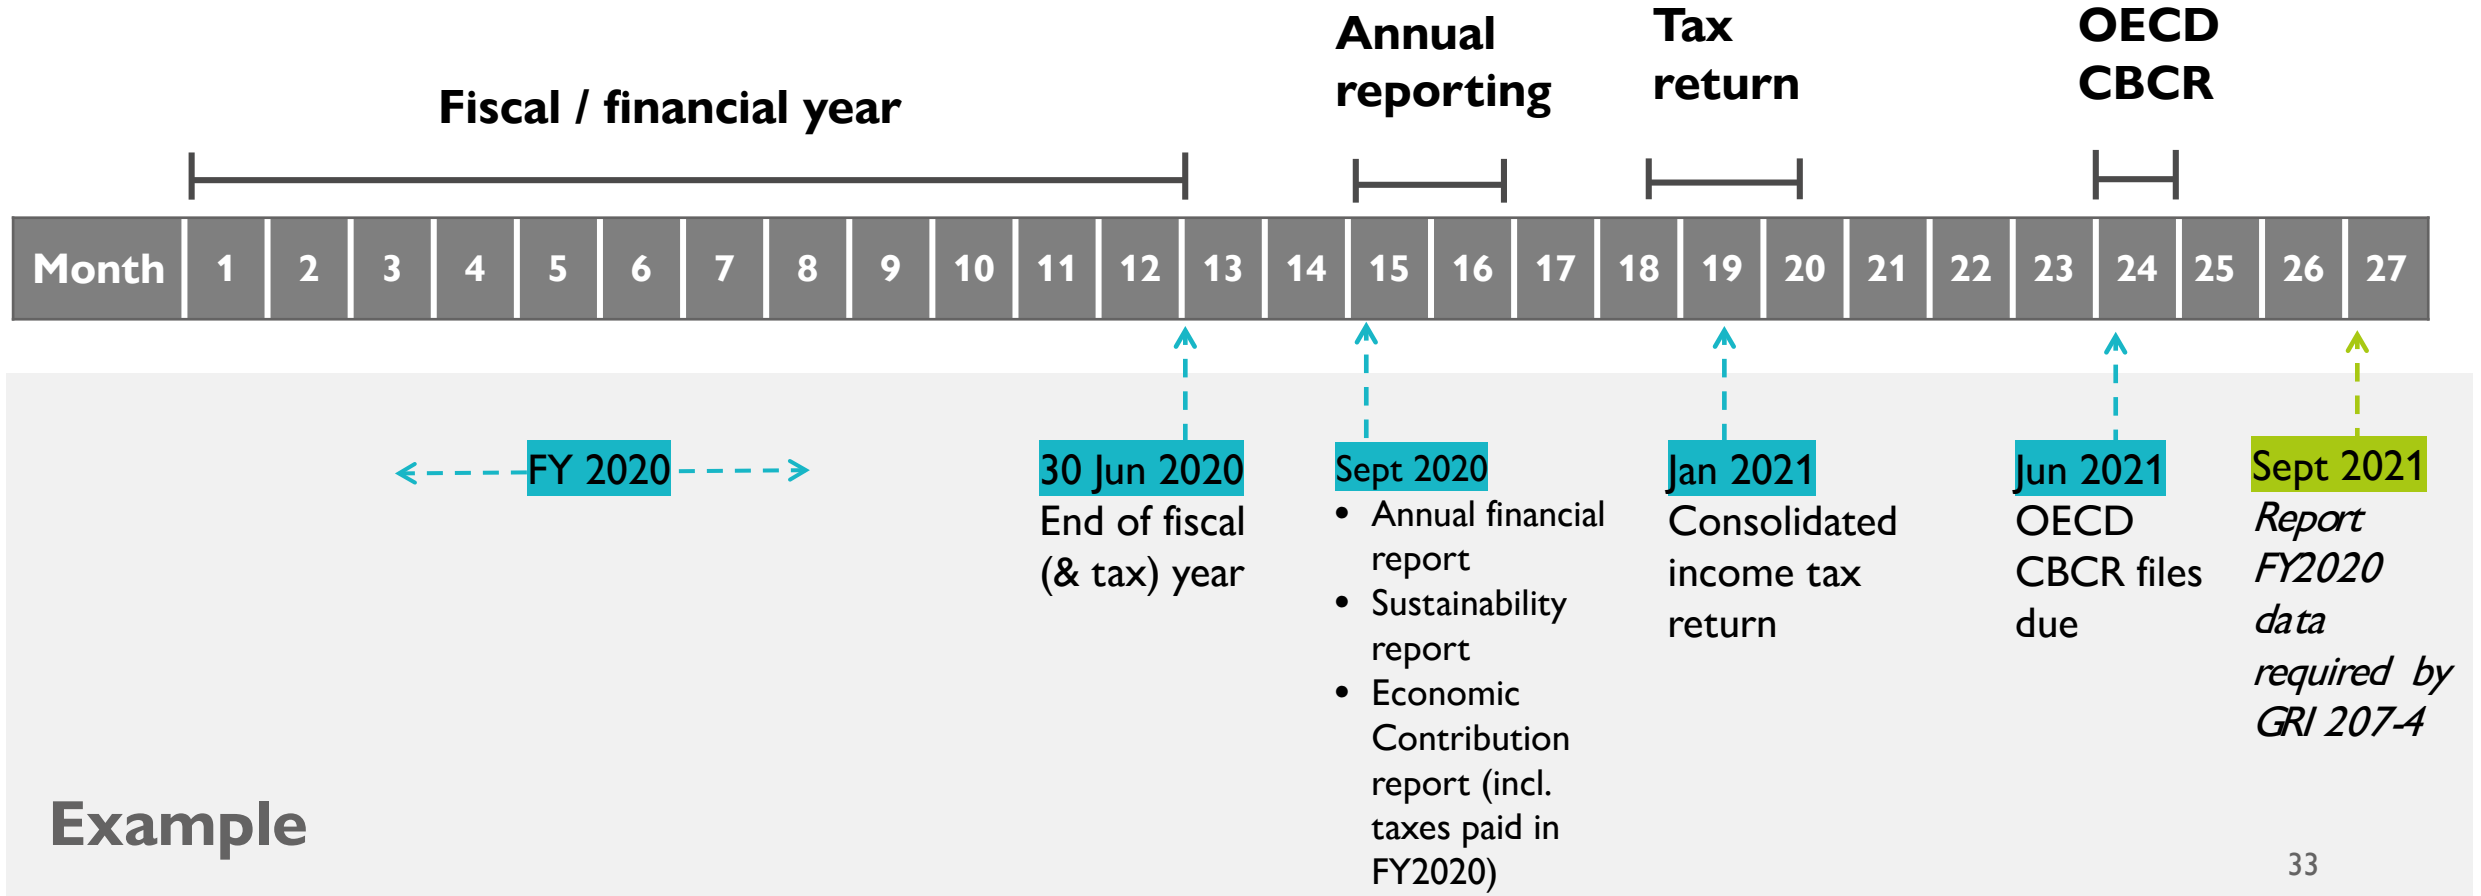 Fiscal / financial year
Annual
reporting
Tax
return
OECD
CBCR
Month 1 2 3 4 5 6 7 8 9 10 11 12 13 14 15 16 17 18 19 20 21 22 23 24 25 26 27
FY 2020
30 Jun 2020
End of fiscal
(& tax) year
Sept 2020
• Annual financial
report
• Sustainability
report
• Economic
Contribution
report (incl.
taxes paid in
FY2020)
Jan 2021
Consolidated
income tax
return
Jun 2021
OECD
CBCR files
due
Sept 2021
Report
FY2020
data
required by
GRI 207-4
Example
33